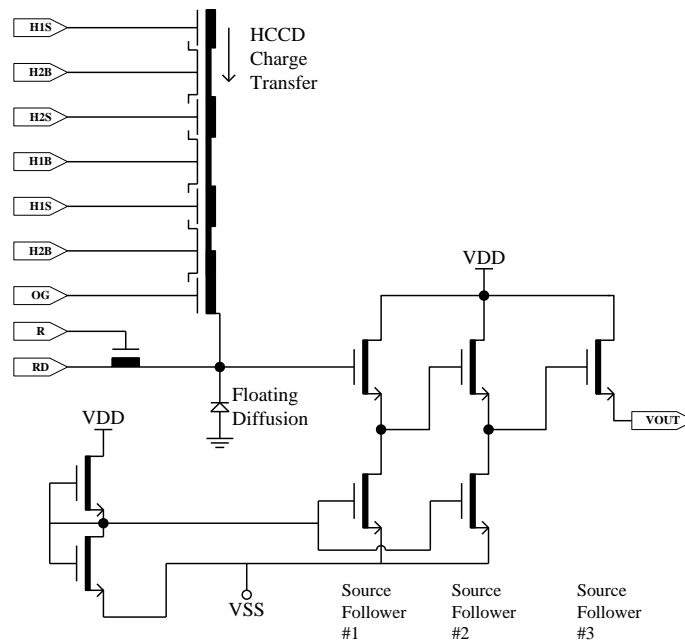 H1S
HCCD
Charge
Transfer
H2B
H2S
H1B
H1S
H2B
OG
VDD
R
RD
Floating
Diffusion
VDD
VOUT
VSS
Source
Follower
#1
Source
Follower
#2
Source
Follower
#3